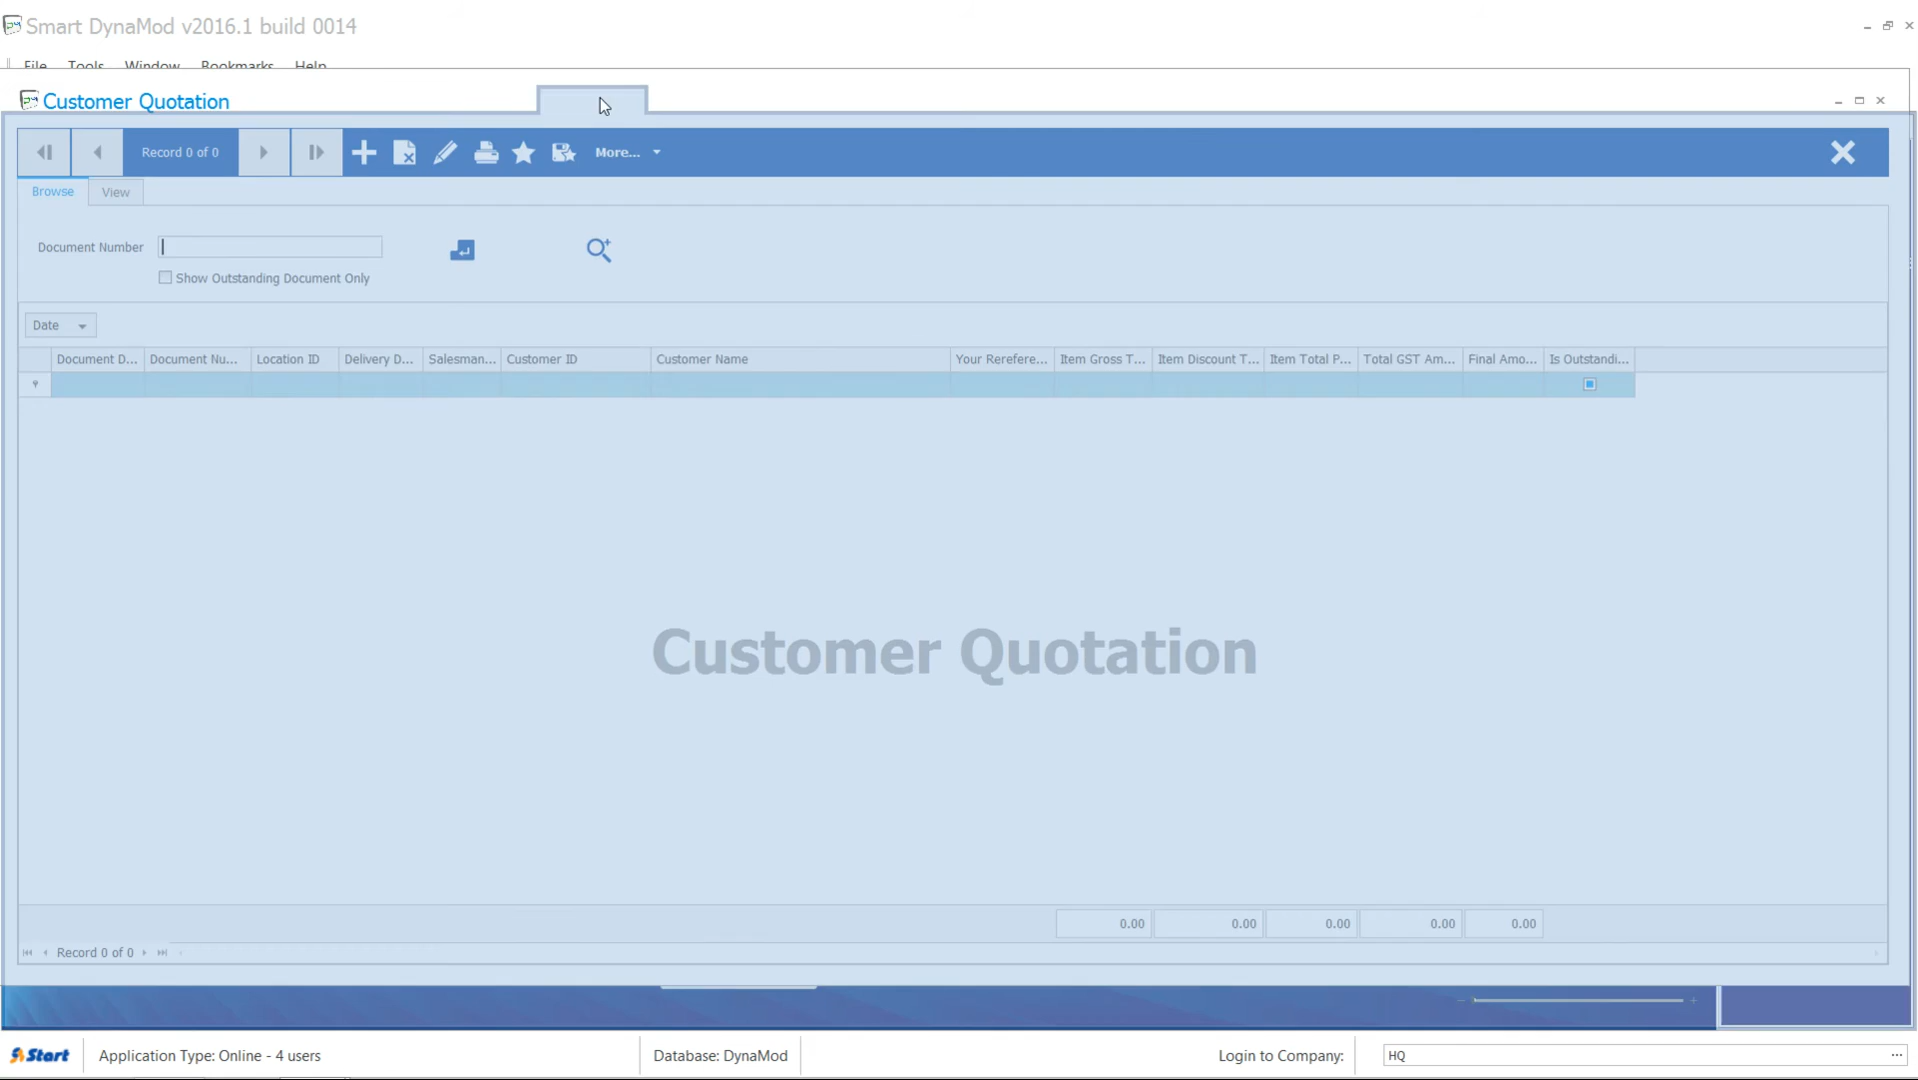 Smart DynaMod v2016.1 build 0014
File Tools Window Bookmarks Help
Customer Quotation
Record 0 of 0 More...
Browse View
Document Number
Show Outstanding Document Only
Date
Document D... Document Nu... Location ID Delivery D... Salesman... Customer ID Customer Name Your Rerefere... Item Gross T... Item Discount T... Item Total P... Total GST Am... Final Amo... Is Outstandi...
Customer Quotation
0.00 0.00 0.00 0.00 0.00
Record 0 of 0
Start Application Type: Online - 4 users Database: DynaMod Login to Company: HQ ...